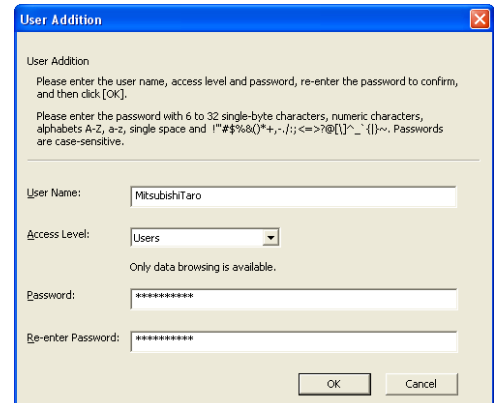 User Addition
User Addition
Please enter the user name, access level and password, re-enter the password to confirm,
and then click [OK].
Please enter the password with 6 to 32 single-byte characters, numeric characters,
alphabets A-Z, a-z, single space and !"#$%&()*+,-./:;<=>?@[\]^_`{|}~. Passwords
are case-sensitive.
User Name: MitsubishiTaro
Access Level: Users
Only data browsing is available.
Password: **********
Re-enter Password: **********
OK Cancel